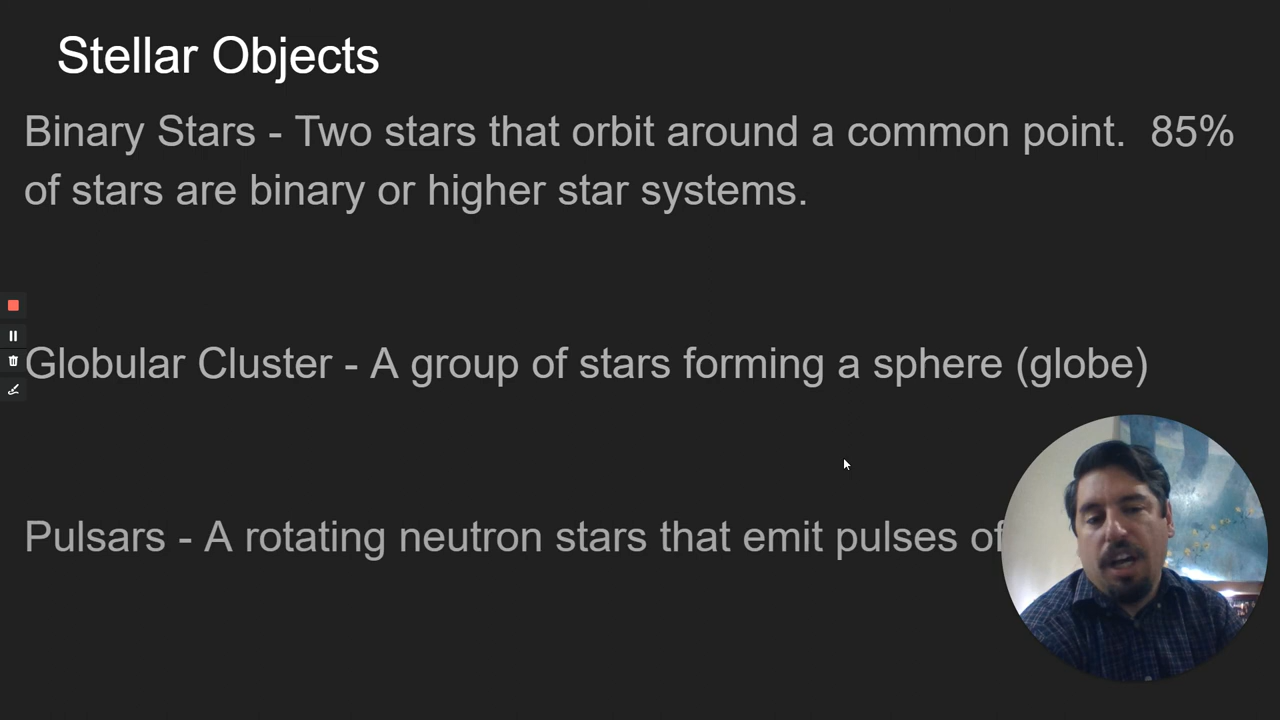 Stellar Objects
Binary Stars - Two stars that orbit around a common point.  85%
of stars are binary or higher star systems.
Globular Cluster - A group of stars forming a sphere (globe)
Pulsars - A rotating neutron stars that emit pulses of